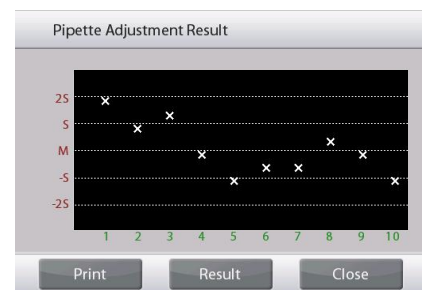 Pipette Adjustment Result
2S
S
M
-S
-2S
1 2 3 4 5 6 7 8 9 10
Print Result Close